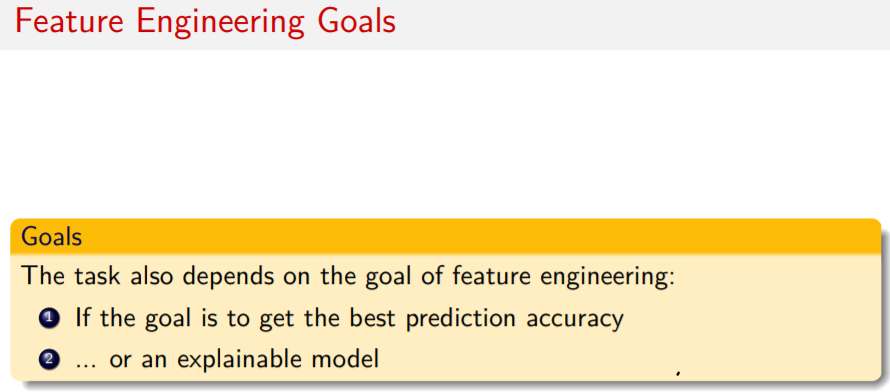 Feature Engineering Goals
Goals
The task also depends on the goal of feature engineering:
1 If the goal is to get the best prediction accuracy
2 ... or an explainable model